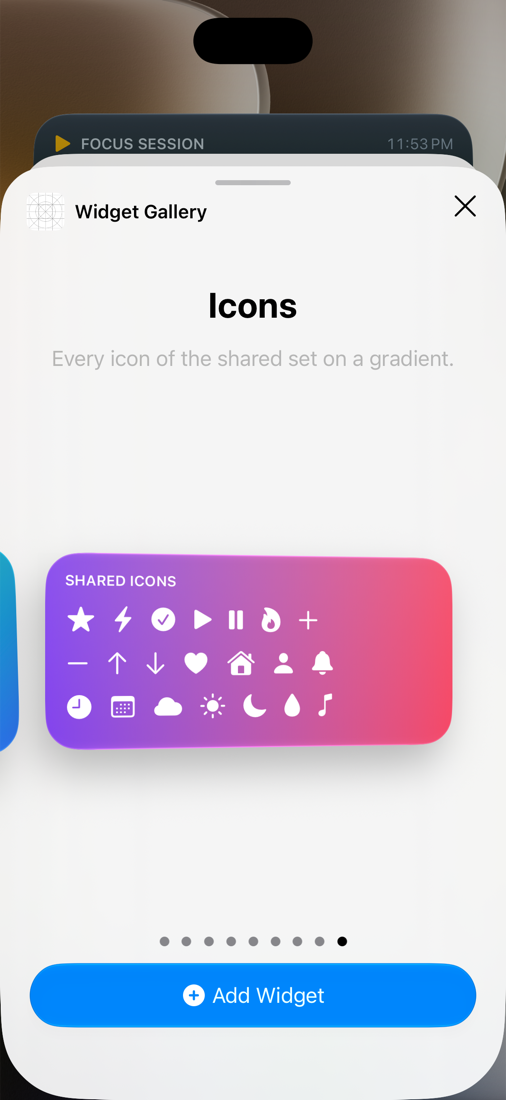 FOCUS SESSION 11:53 PM
Widget Gallery
Icons
Every icon of the shared set on a gradient.
SHARED ICONS
Add Widget